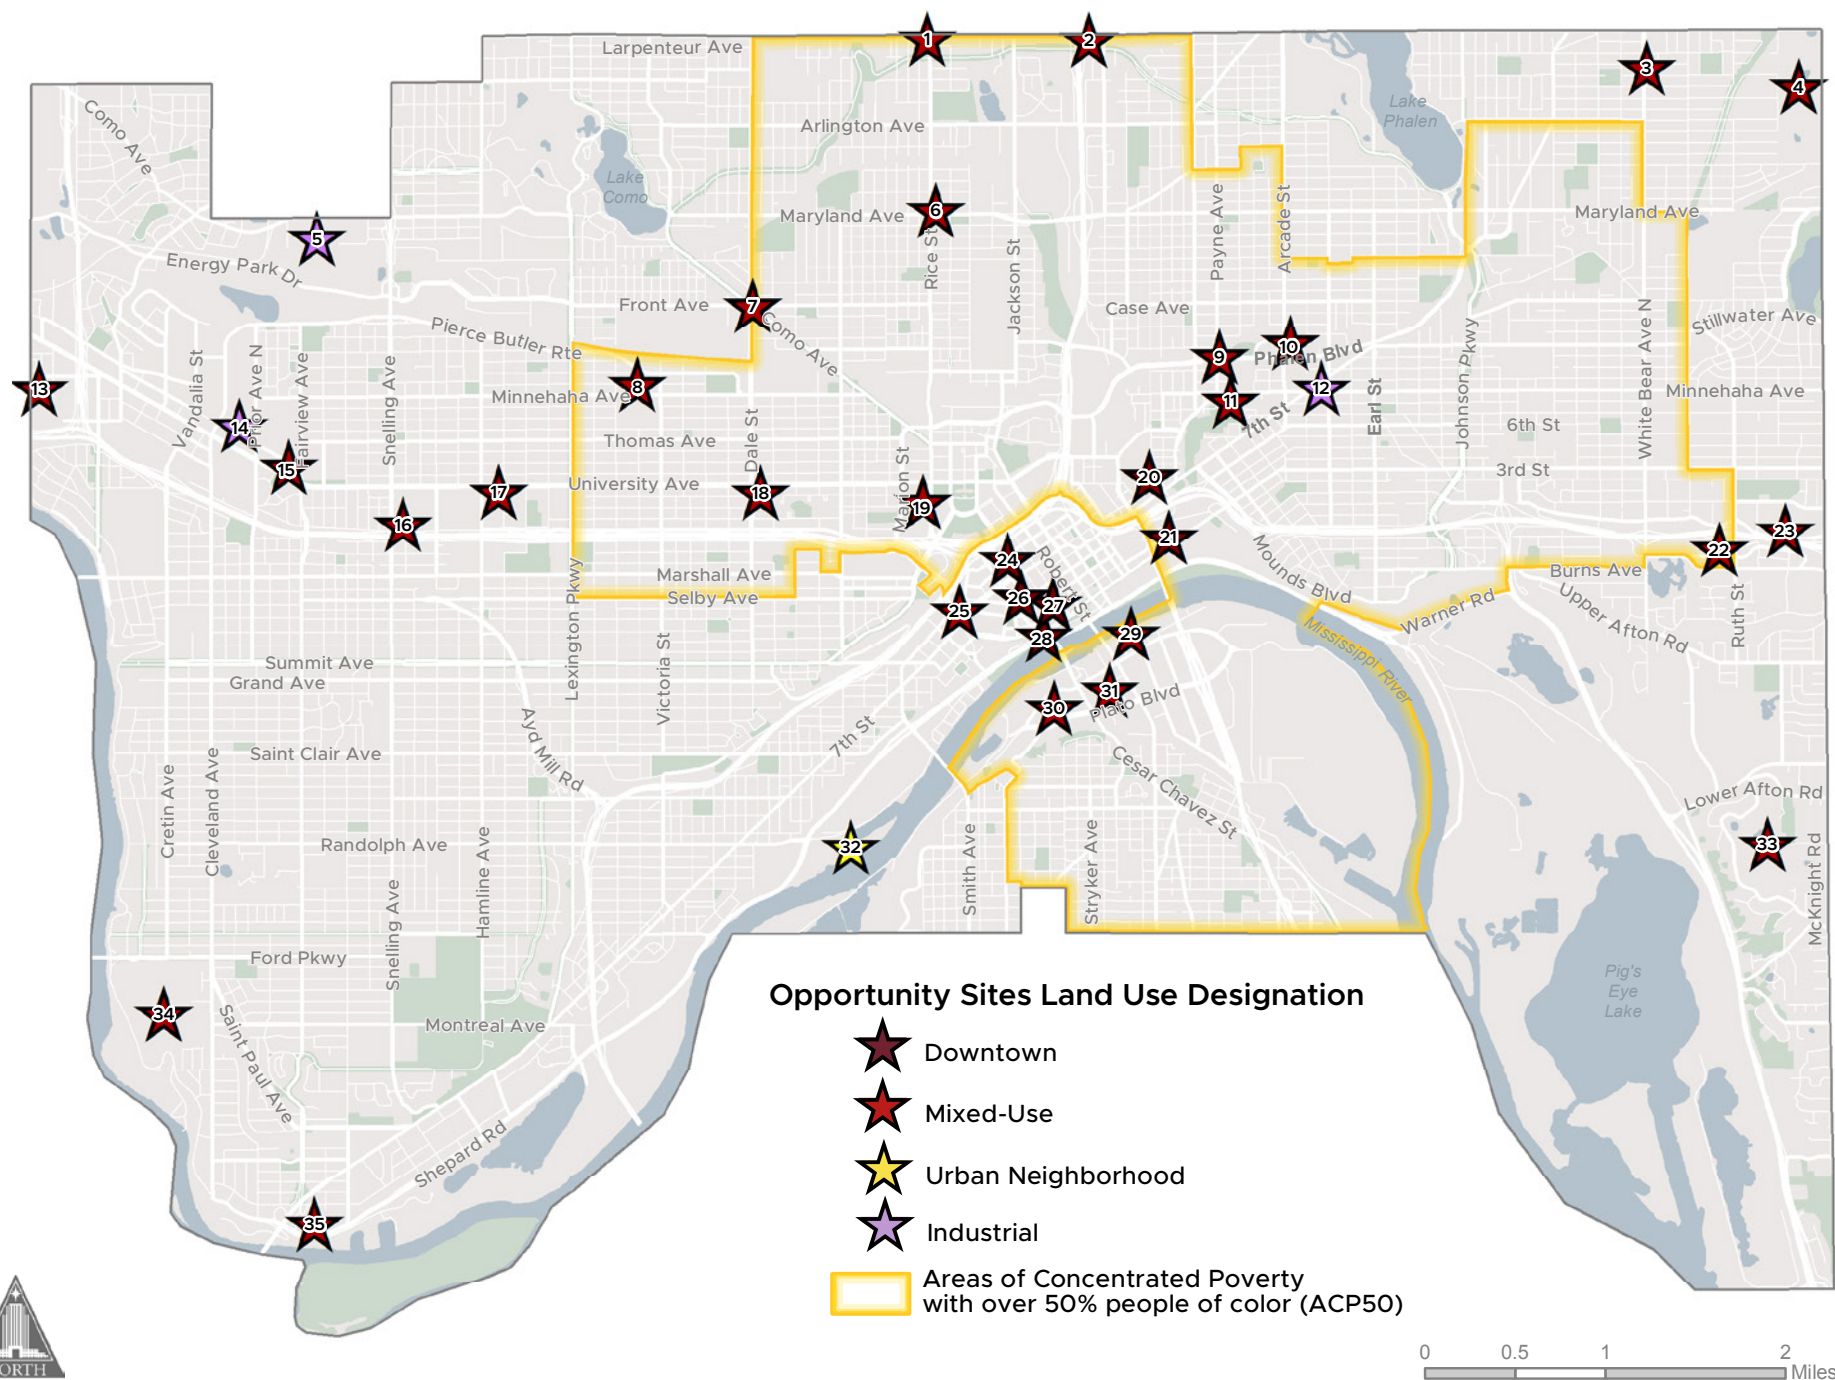 Larpenteur Ave
1
2
3
4
Como Ave
Arlington Ave
Lake
Phalen
Lake
Como
Maryland Ave
6
Rice St
Jackson St
Payne Ave
Arcade St
Maryland Ave
5
Energy Park Dr
Front Ave
7
Como Ave
Case Ave
Stillwater Ave
Pierce Butler Rte
Vandalia St
Prior Ave N
Fairview Ave
Snelling Ave
9
10
Phalen Blvd
Johnson Pkwy
White Bear Ave N
13
Minnehaha Ave
8
11
12
Earl St
Minnehaha Ave
14
Thomas Ave
Dale St
7th St
6th St
15
17
University Ave
18
Marion St
19
20
3rd St
16
21
22
23
24
Robert St
Mounds Blvd
Burns Ave
Marshall Ave
Selby Ave
Lexington Pkwy
25
26
27
28
29
Warner Rd
Upper Afton Rd
Ruth St
Mississippi River
Summit Ave
Grand Ave
Victoria St
30
31
Plato Blvd
Ayd Mill Rd
7th St
Saint Clair Ave
Cesar Chavez St
Cretin Ave
Cleveland Ave
Lower Afton Rd
Randolph Ave
Hamline Ave
32
Smith Ave
Stryker Ave
33
McKnight Rd
Snelling Ave
Ford Pkwy
Pig's
Eye
Lake
34
Saint Paul Ave
Montreal Ave
Shepard Rd
35
Opportunity Sites Land Use Designation
Downtown
Mixed-Use
Urban Neighborhood
Industrial
Areas of Concentrated Poverty
with over 50% people of color (ACP50)
ORTH
0 0.5 1 2
Miles